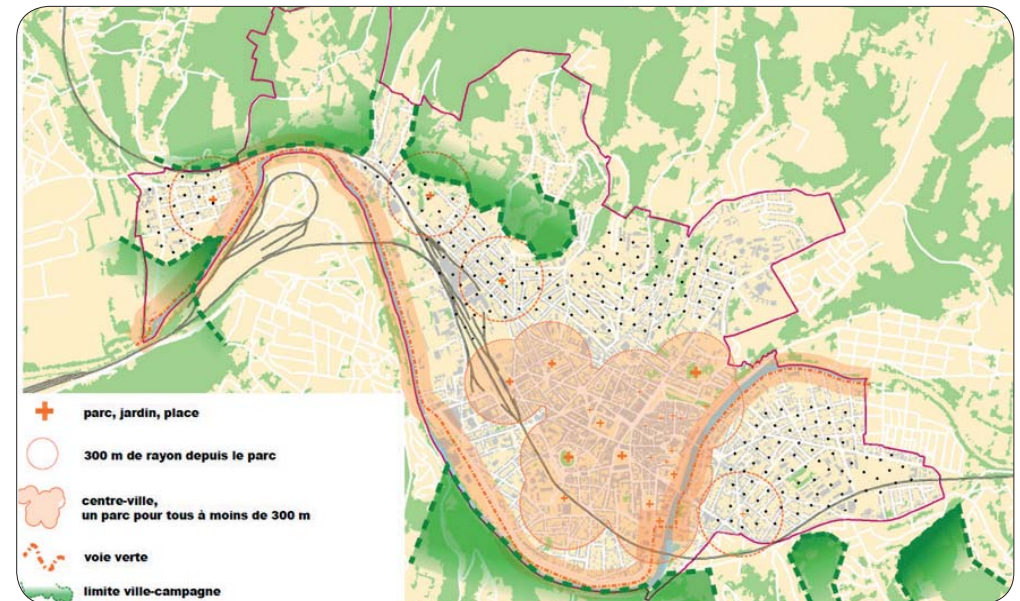 parc, jardin, place
300 m de rayon depuis le parc
centre-ville,
un parc pour tous à moins de 300 m
voie verte
limite ville-campagne